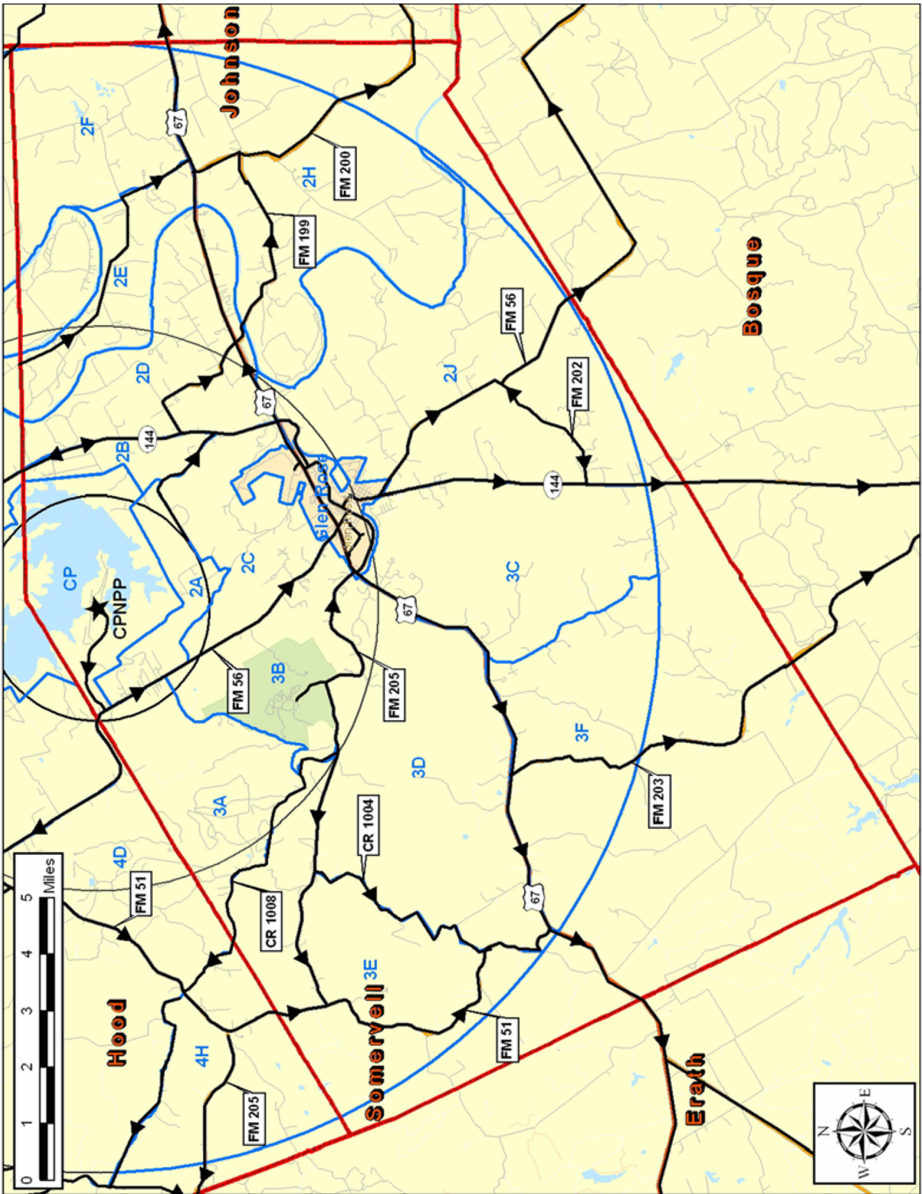 Johnson
2F
67
FM 200
2H
FM 199
2E
2D
2B
144
67
CP
CPNPP
2A
2C
Glen Rose
2J
FM 56
FM 202
144
Bosque
3B
FM 56
FM 205
67
3C
3D
3F
FM 203
3A
4D
FM 51
CR 1008
CR 1004
3E
FM 51
67
Hood
4H
FM 205
Somervell
Erath
0 1 2 3 4 5
Miles
N
E
S
W